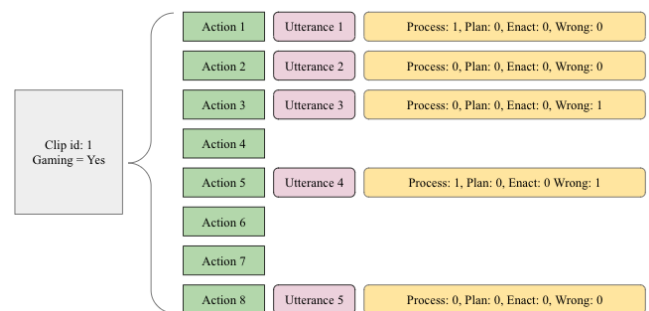 Action 1 Utterance 1 Process: 1, Plan: 0, Enact: 0, Wrong: 0
Action 2 Utterance 2 Process: 0, Plan: 0, Enact: 0, Wrong: 0
Action 3 Utterance 3 Process: 0, Plan: 0, Enact: 0, Wrong: 1
Clip id: 1
Gaming = Yes
Action 4
Action 5 Utterance 4 Process: 1, Plan: 0, Enact: 0 Wrong: 1
Action 6
Action 7
Action 8 Utterance 5 Process: 0, Plan: 0, Enact: 0, Wrong: 0